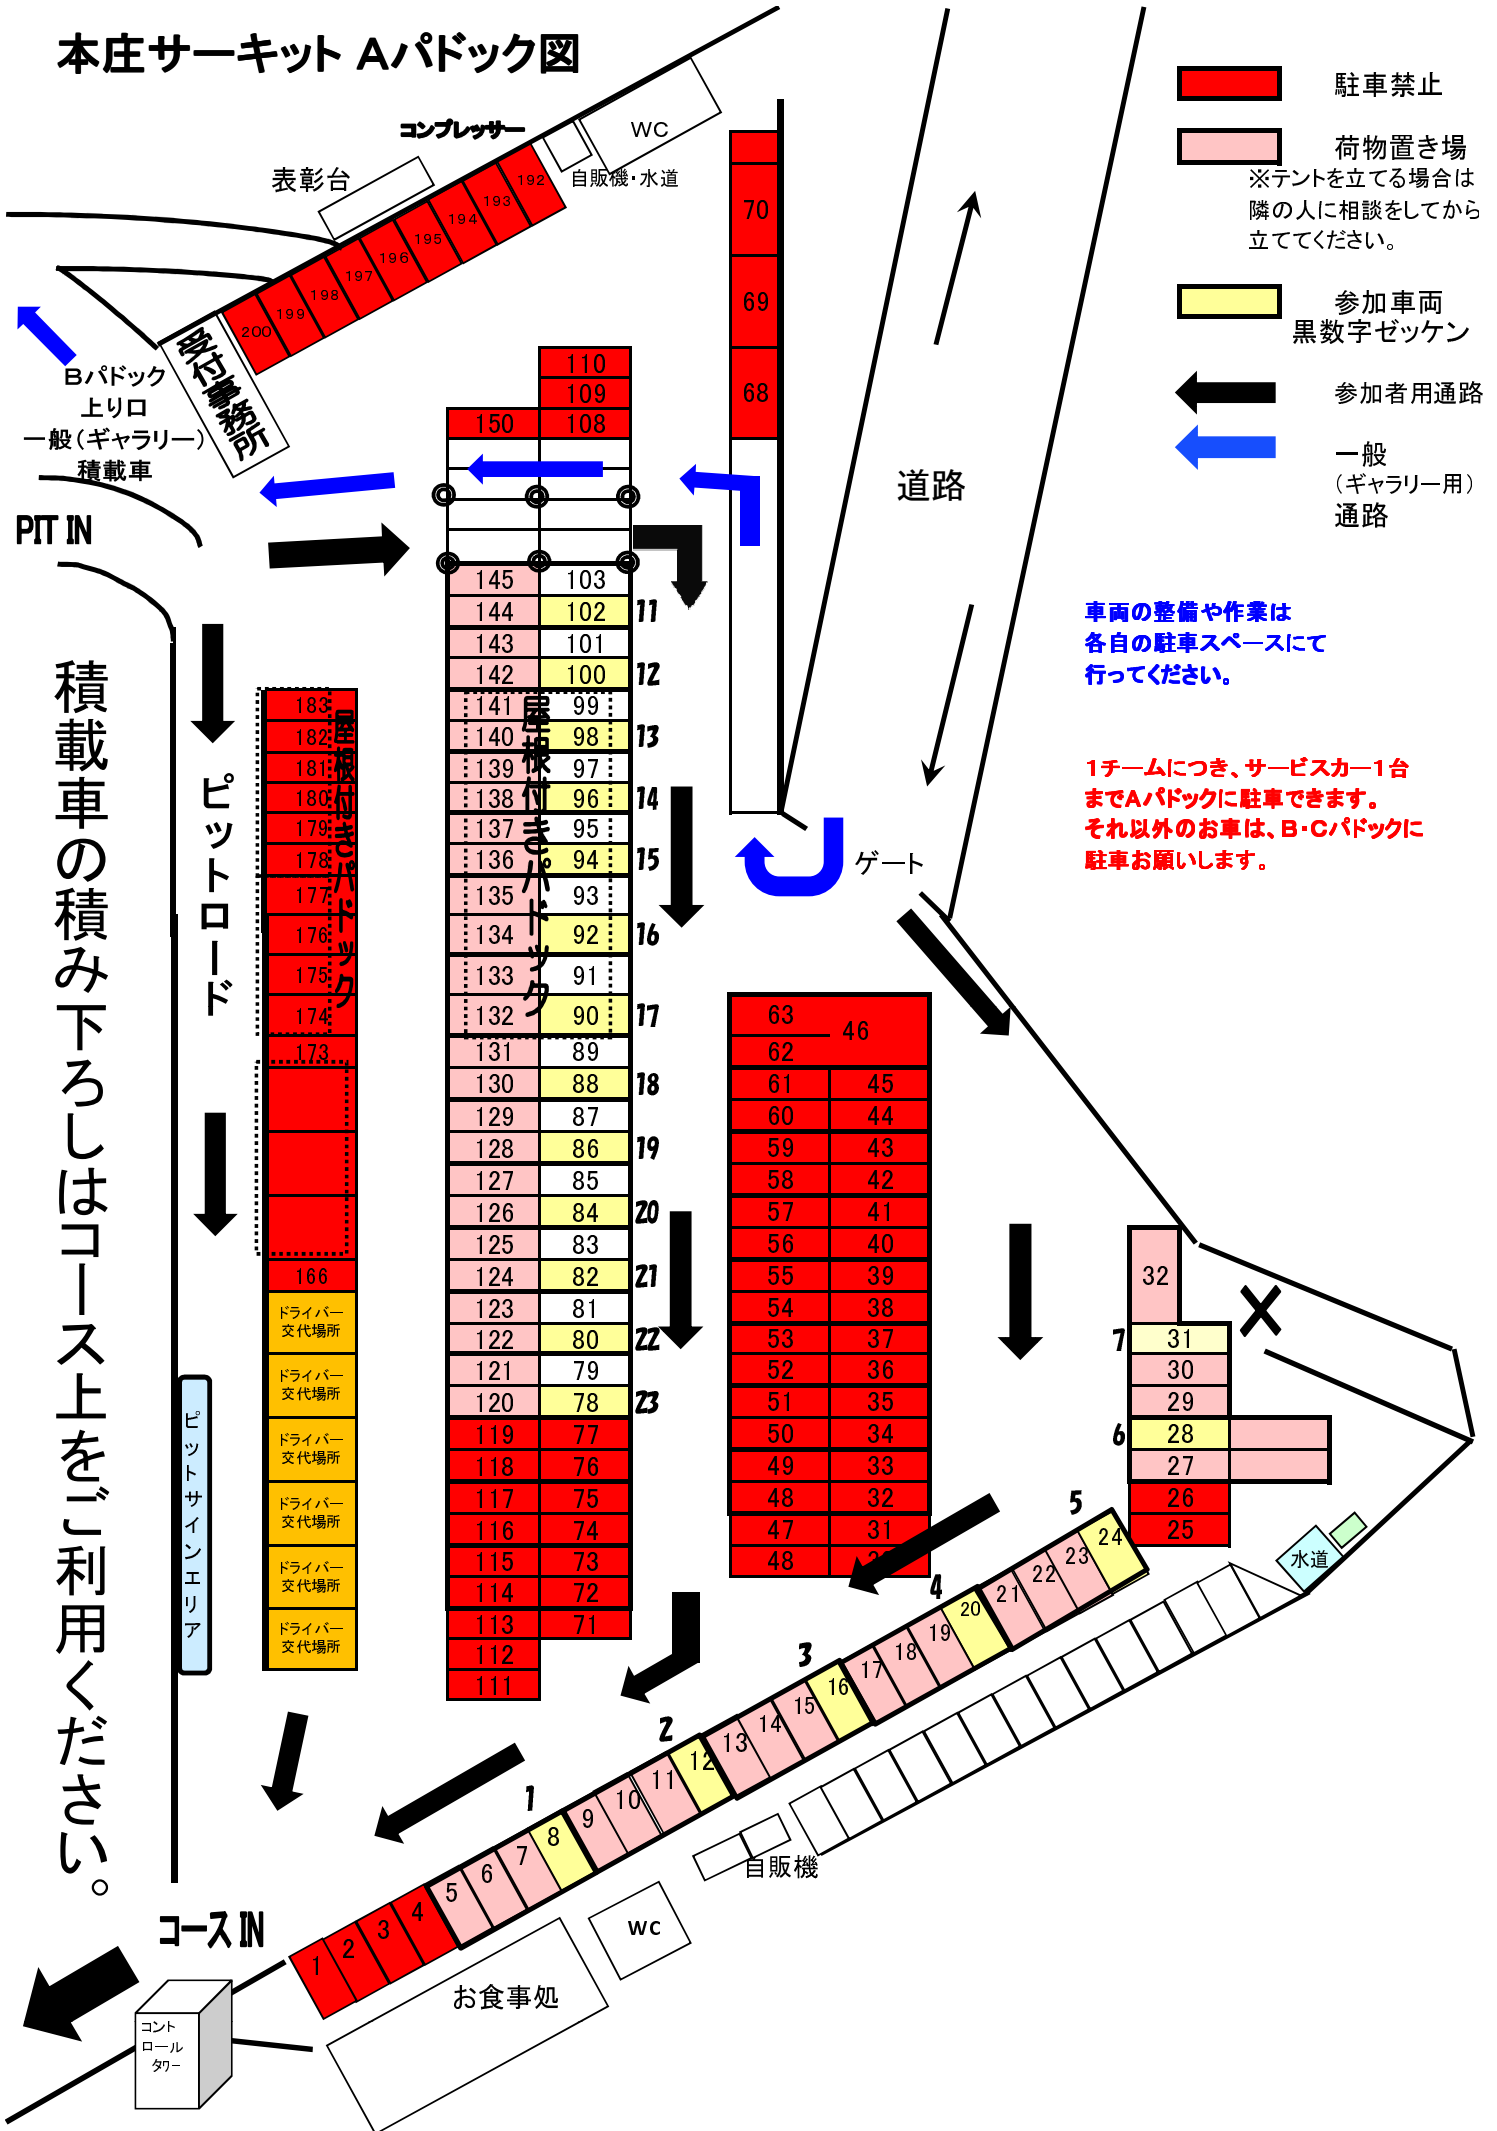 本庄サーキット Aパドック図
コンプレッサー
表彰台
WC
自販機・水道
192
193
194
195
196
197
198
199
200
受付事務所
Bパドック
上り口
一般(ギャラリー)
積載車
PIT IN
駐車禁止
荷物置き場
※テントを立てる場合は
隣の人に相談をしてから
立ててください。
参加車両
黒数字ゼッケン
参加者用通路
一般
(ギャラリー用)
通路
車両の整備や作業は
各自の駐車スペースにて
行ってください。
1チームにつき、サービスカー1台
までAパドックに駐車できます。
それ以外のお車は、B・Cパドックに
駐車お願いします。
道路
ゲート
70
69
68
110
109
150 108
145 103
144 102 11
143 101
142 100 12
141 99
140 98 13
139 97
138 96 14
137 95
136 94 15
135 93
134 92 16
133 91
132 90 17
131 89
130 88 18
129 87
128 86 19
127 85
126 84 20
125 83
124 82 21
123 81
122 80 22
121 79
120 78 23
119 77
118 76
117 75
116 74
115 73
114 72
113 71
112
111
屋根付きパドック
183
182
181
180
179
178
177
176
175
174
173
166
屋根付きパドック
ドライバー
交代場所
ドライバー
交代場所
ドライバー
交代場所
ドライバー
交代場所
ドライバー
交代場所
ドライバー
交代場所
ピットロード
ピットサインエリア
積載車の積み下ろしはコース上をご利用ください。
63 46
62
61 45
60 44
59 43
58 42
57 41
56 40
55 39
54 38
53 37
52 36
51 35
50 34
49 33
48 32
47 31
48
32
7 31
30
29
6 28
27
26
25
水道
5
24
23
22
21
4
20
19
18
17
3
16
15
14
13
2
12
11
10
9
1
8
7
6
5
4
3
2
1
自販機
WC
お食事処
コースIN
コント
ロール
タワー